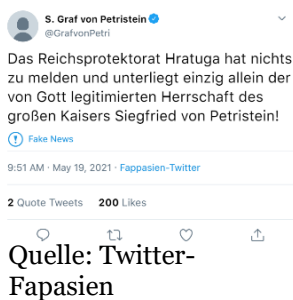 S. Graf von Petristein
@GrafvonPetri
Das Reichsprotektorat Hratuga hat nichts
zu melden und unterliegt einzig allein der
von Gott legitimierten Herrschaft des
großen Kaisers Siegfried von Petristein!
Fake News
9:51 AM · May 19, 2021 · Fappasien-Twitter
2 Quote Tweets 200 Likes
Quelle: Twitter-
Fapasien